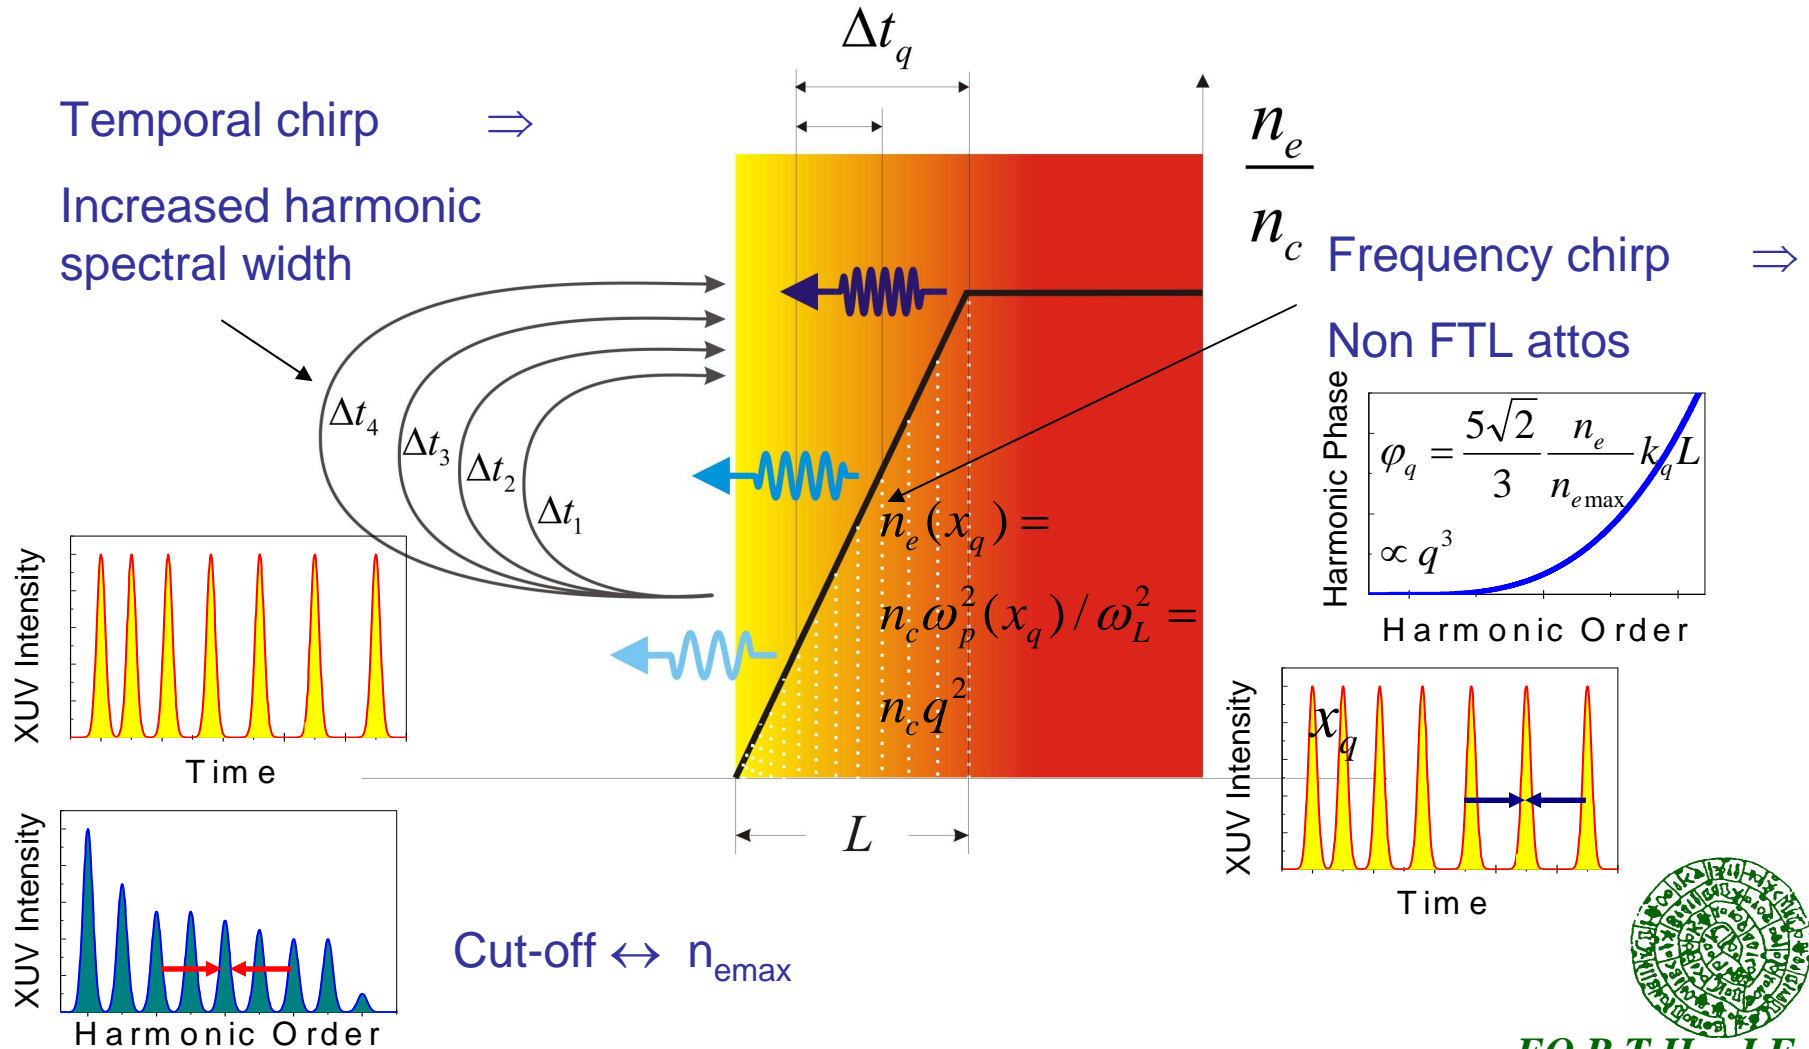 Δt_q
Temporal chirp ⇒
Increased harmonic
spectral width
n_e
n_c
Frequency chirp ⇒
Non FTL attos
Δt_4
Δt_3
Δt_2
Δt_1
Harmonic Phase
φ_q = 5√2/3 n_e/n_emax k_q L
∝ q^3
Harmonic Order
n_e(x_q) =
n_c ω_p^2(x_q) / ω_L^2 =
n_c q^2
XUV Intensity
Time
XUV Intensity
x_q
Time
L
XUV Intensity
Harmonic Order
Cut-off ↔ n_emax